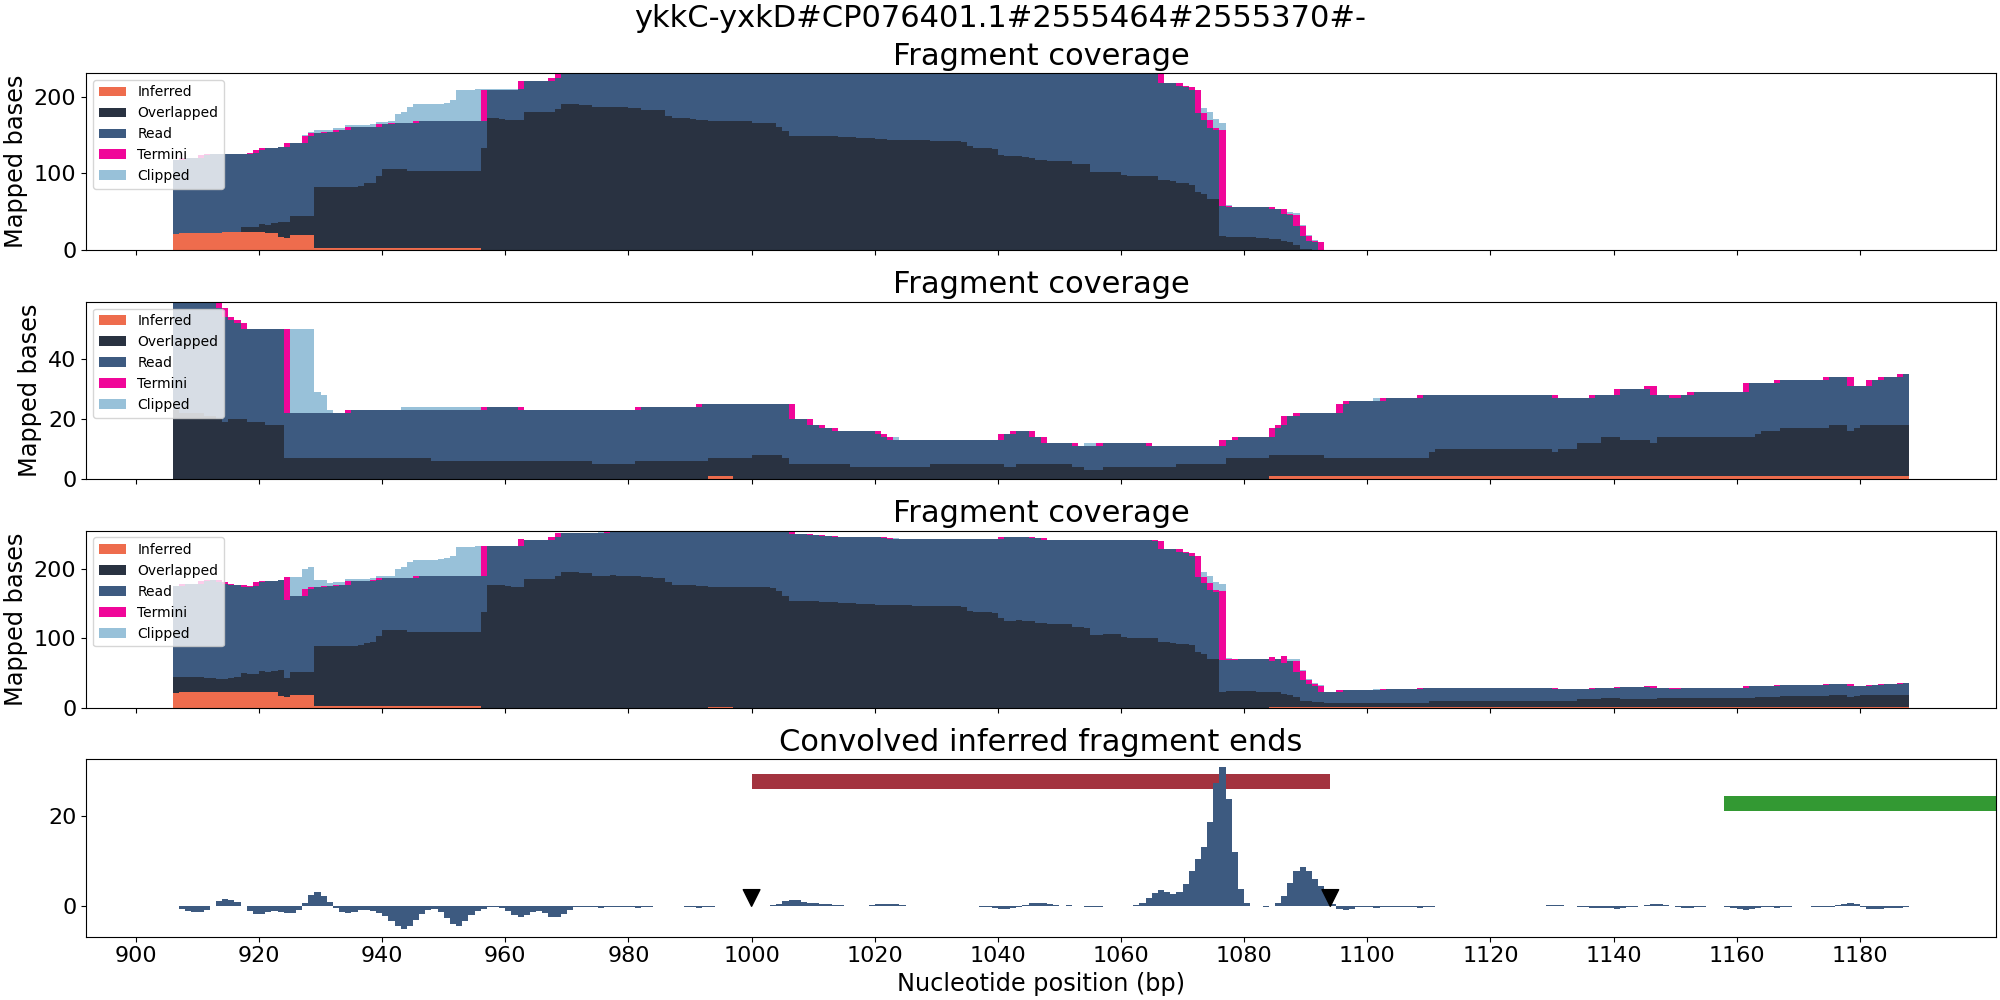 ykkC-yxkD#CP076401.1#2555464#2555370#-
Fragment coverage
Mapped bases
200
100
0
Inferred
Overlapped
Read
Termini
Clipped
Fragment coverage
Mapped bases
40
20
0
Inferred
Overlapped
Read
Termini
Clipped
Fragment coverage
Mapped bases
200
100
0
Inferred
Overlapped
Read
Termini
Clipped
Convolved inferred fragment ends
20
0
900 920 940 960 980 1000 1020 1040 1060 1080 1100 1120 1140 1160 1180
Nucleotide position (bp)